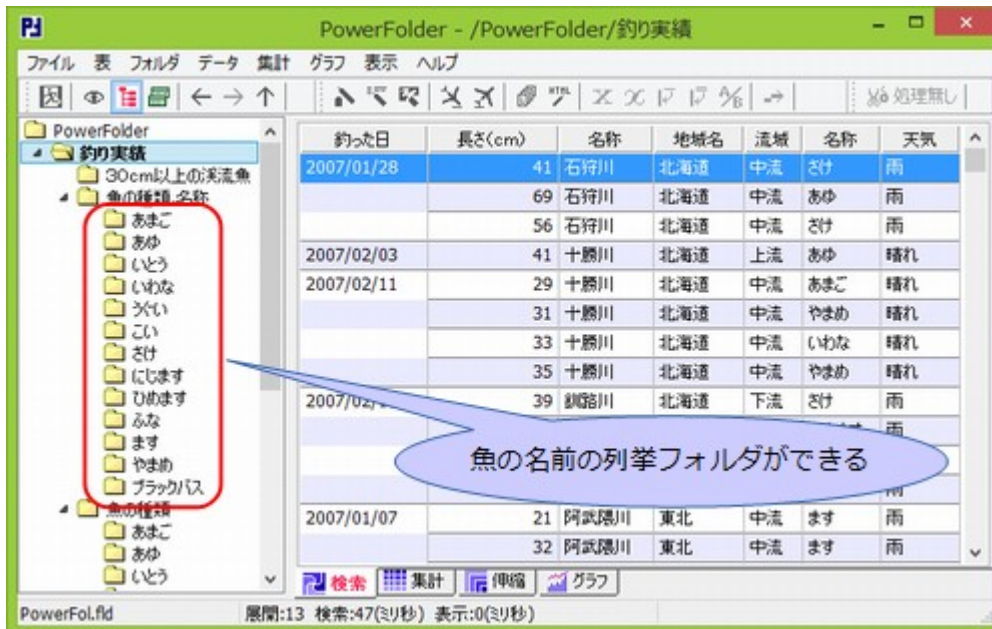 PowerFolder - /PowerFolder/釣り実績
ファイル 表 フォルダ データ 集計 グラフ 表示 ヘルプ
処理無し
PowerFolder
釣り実績
30cm以上の渓流魚
魚の種類.名称
あまご
あゆ
いとう
いわな
うぐい
こい
さけ
にじます
ひめます
ふな
ます
やまめ
ブラックバス
魚の種類
あまご
あゆ
いとう
釣った日 長さ(cm) 名称 地域名 流域 名称 天気
2007/01/28 41 石狩川 北海道 中流 さけ 雨
69 石狩川 北海道 中流 あゆ 雨
56 石狩川 北海道 中流 さけ 雨
2007/02/03 41 十勝川 北海道 上流 あゆ 晴れ
2007/02/11 29 十勝川 北海道 中流 あまご 晴れ
31 十勝川 北海道 中流 やまめ 晴れ
33 十勝川 北海道 中流 いわな 晴れ
35 十勝川 北海道 中流 やまめ 晴れ
2007/02/ 39 釧路川 北海道 下流 さけ 雨
雨
魚の名前の列挙フォルダができる
雨
2007/01/07 21 阿武隈川 東北 中流 ます 雨
32 阿武隈川 東北 中流 ます 雨
検索 集計 伸縮 グラフ
PowerFol.fld 展開:13 検索:47(ミリ秒) 表示:0(ミリ秒)